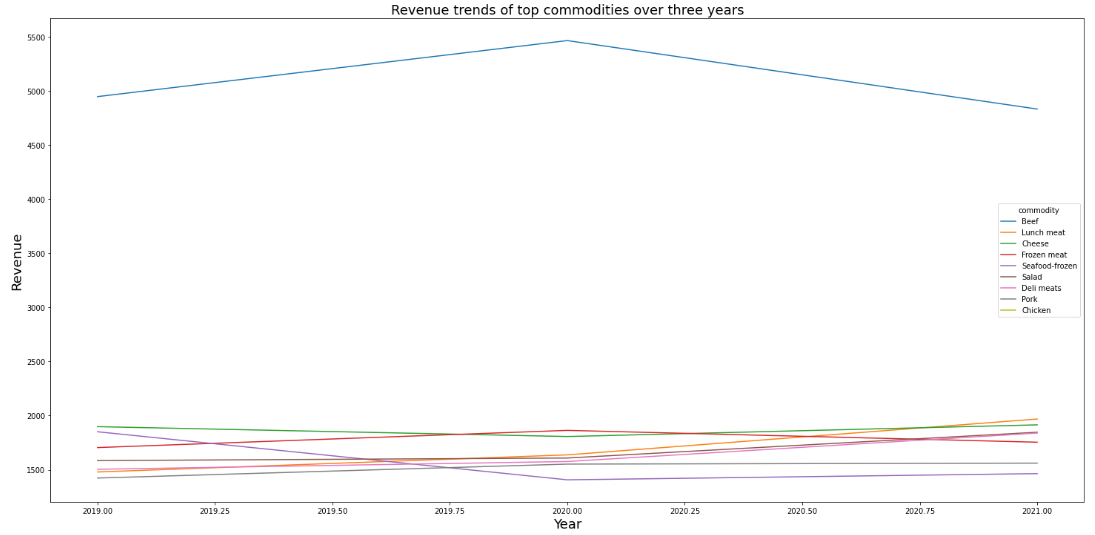 Revenue trends of top commodities over three years
5500
5000
4500
4000
3500
3000
2500
2000
1500
Revenue
commodity
Beef
Lunch meat
Cheese
Frozen meat
Seafood-frozen
Salad
Deli meats
Pork
Chicken
2019.00 2019.25 2019.50 2019.75 2020.00 2020.25 2020.50 2020.75 2021.00
Year